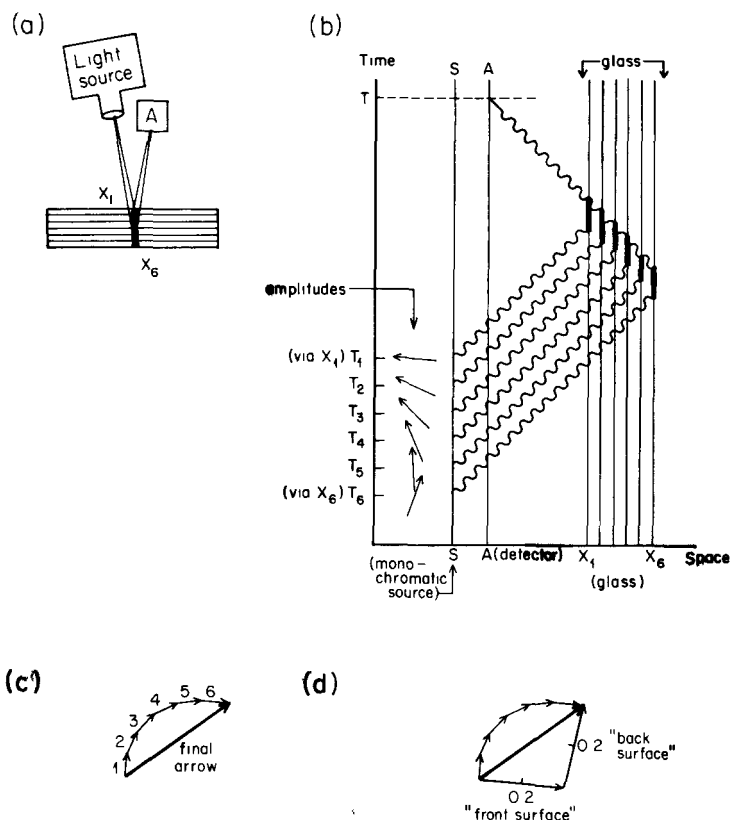 (a)
Light
source
A
X₁
X₆
(b)
Time
S A
glass
T
amplitudes
(via X₁) T₁
T₂
T₃
T₄
T₅
(via X₆) T₆
S A(detector) X₁ X₆ Space
(mono-
chromatic
source)
(glass)
(c)
1 2 3 4 5 6
final
arrow
(d)
0 2 "back
surface"
0 2
"front surface"